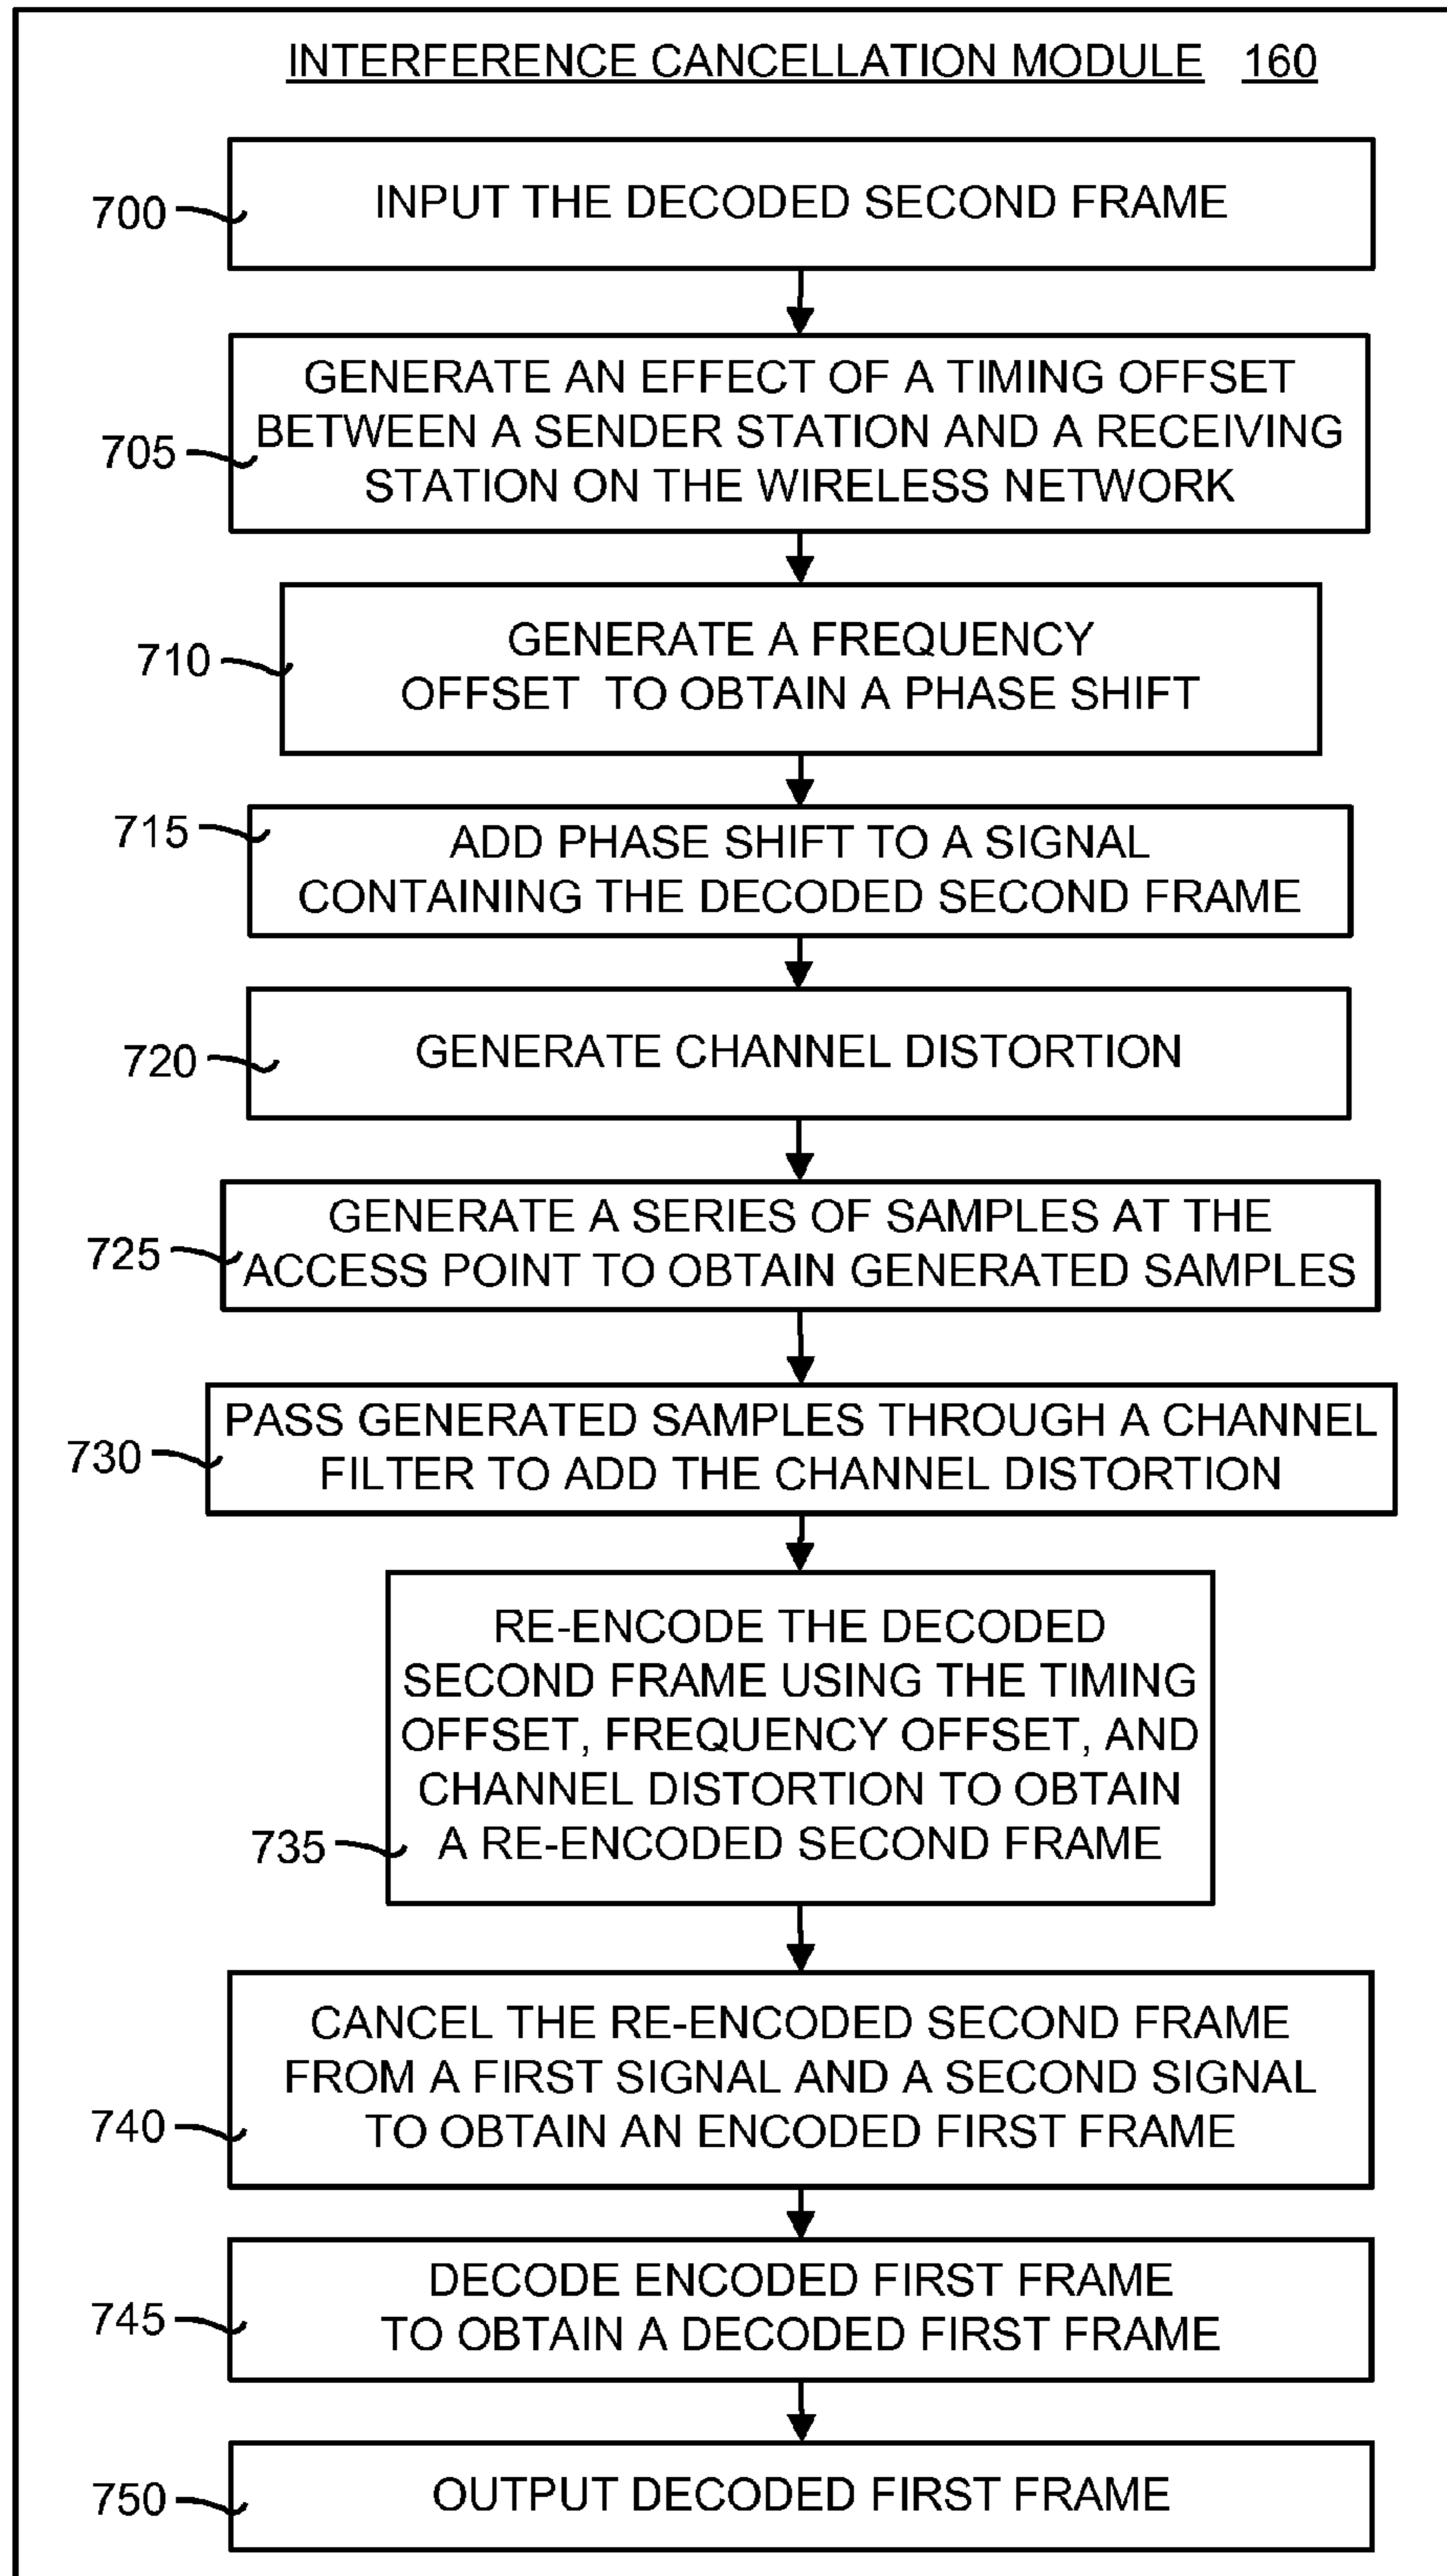 INTERFERENCE CANCELLATION MODULE 160
700
INPUT THE DECODED SECOND FRAME
705
GENERATE AN EFFECT OF A TIMING OFFSET
BETWEEN A SENDER STATION AND A RECEIVING
STATION ON THE WIRELESS NETWORK
710
GENERATE A FREQUENCY
OFFSET TO OBTAIN A PHASE SHIFT
715
ADD PHASE SHIFT TO A SIGNAL
CONTAINING THE DECODED SECOND FRAME
720
GENERATE CHANNEL DISTORTION
725
GENERATE A SERIES OF SAMPLES AT THE
ACCESS POINT TO OBTAIN GENERATED SAMPLES
730
PASS GENERATED SAMPLES THROUGH A CHANNEL
FILTER TO ADD THE CHANNEL DISTORTION
735
RE-ENCODE THE DECODED
SECOND FRAME USING THE TIMING
OFFSET, FREQUENCY OFFSET, AND
CHANNEL DISTORTION TO OBTAIN
A RE-ENCODED SECOND FRAME
740
CANCEL THE RE-ENCODED SECOND FRAME
FROM A FIRST SIGNAL AND A SECOND SIGNAL
TO OBTAIN AN ENCODED FIRST FRAME
745
DECODE ENCODED FIRST FRAME
TO OBTAIN A DECODED FIRST FRAME
750
OUTPUT DECODED FIRST FRAME